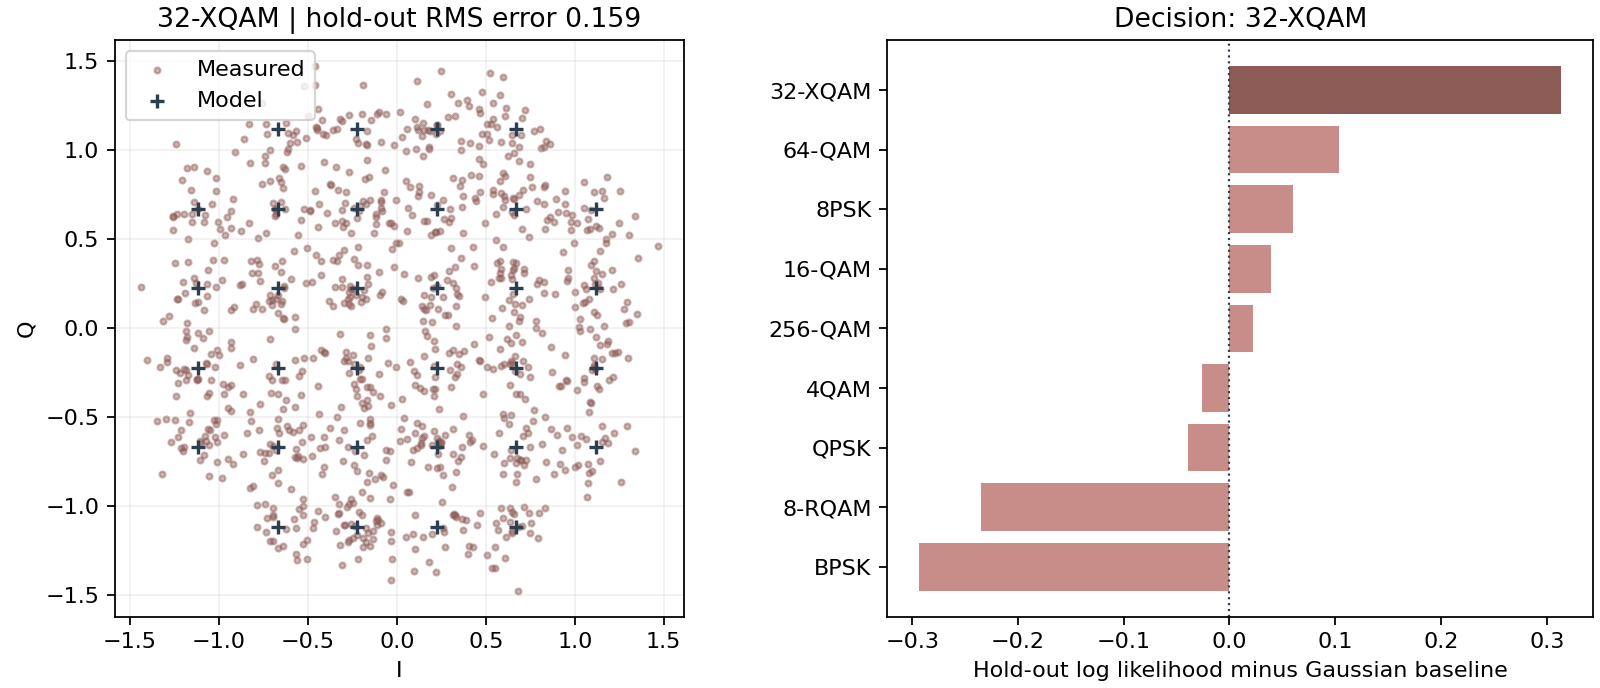 32-XQAM | hold-out RMS error 0.159
Measured
Model
1.5
1.0
0.5
0.0
−0.5
−1.0
−1.5
Q
−1.5 −1.0 −0.5 0.0 0.5 1.0 1.5
I
Decision: 32-XQAM
32-XQAM
64-QAM
8PSK
16-QAM
256-QAM
4QAM
QPSK
8-RQAM
BPSK
−0.3 −0.2 −0.1 0.0 0.1 0.2 0.3
Hold-out log likelihood minus Gaussian baseline